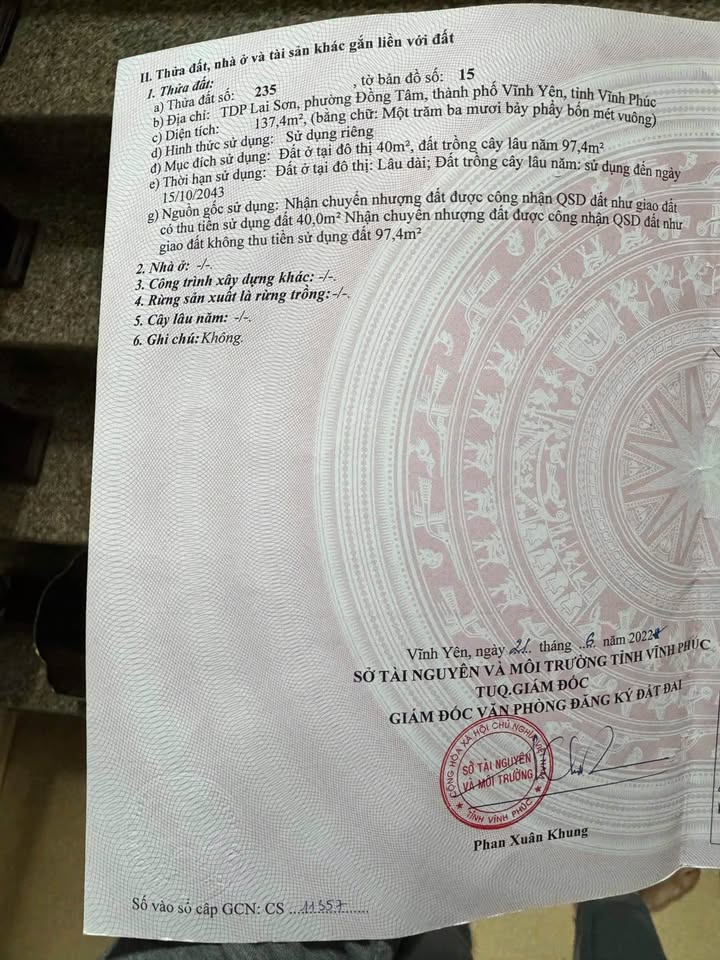 II. Thửa đất, nhà ở và tài sản khác gắn liền với đất
1. Thửa đất:
a) Thửa đất số: 235 , tờ bản đồ số: 15
b) Địa chỉ: TDP Lai Sơn, phường Đồng Tâm, thành phố Vĩnh Yên, tỉnh Vĩnh Phúc
c) Diện tích: 137,4m², (bằng chữ: Một trăm ba mươi bảy phẩy bốn mét vuông)
d) Hình thức sử dụng: Sử dụng riêng
đ) Mục đích sử dụng: Đất ở tại đô thị 40m², đất trồng cây lâu năm 97,4m²
e) Thời hạn sử dụng: Đất ở tại đô thị: Lâu dài; Đất trồng cây lâu năm: sử dụng đến ngày
15/10/2043
g) Nguồn gốc sử dụng: Nhận chuyển nhượng đất được công nhận QSD đất như giao đất
có thu tiền sử dụng đất 40,0m² Nhận chuyển nhượng đất được công nhận QSD đất như
giao đất không thu tiền sử dụng đất 97,4m²
2. Nhà ở: -/-.
3. Công trình xây dựng khác: -/-.
4. Rừng sản xuất là rừng trồng: -/-.
5. Cây lâu năm: -/-.
6. Ghi chú: Không.
Vĩnh Yên, ngày 21. tháng ..6. năm 2022
SỞ TÀI NGUYÊN VÀ MÔI TRƯỜNG TỈNH VĨNH PHÚC
TUQ.GIÁM ĐỐC
GIÁM ĐỐC VĂN PHÒNG ĐĂNG KÝ ĐẤT ĐAI
CỘNG HÒA XÃ HỘI CHỦ NGHĨA VIỆT NAM
SỞ TÀI NGUYÊN
VÀ MÔI TRƯỜNG
★ TỈNH VĨNH PHÚC ★
Phan Xuân Khung
Số vào sổ cấp GCN: CS ...11357.......